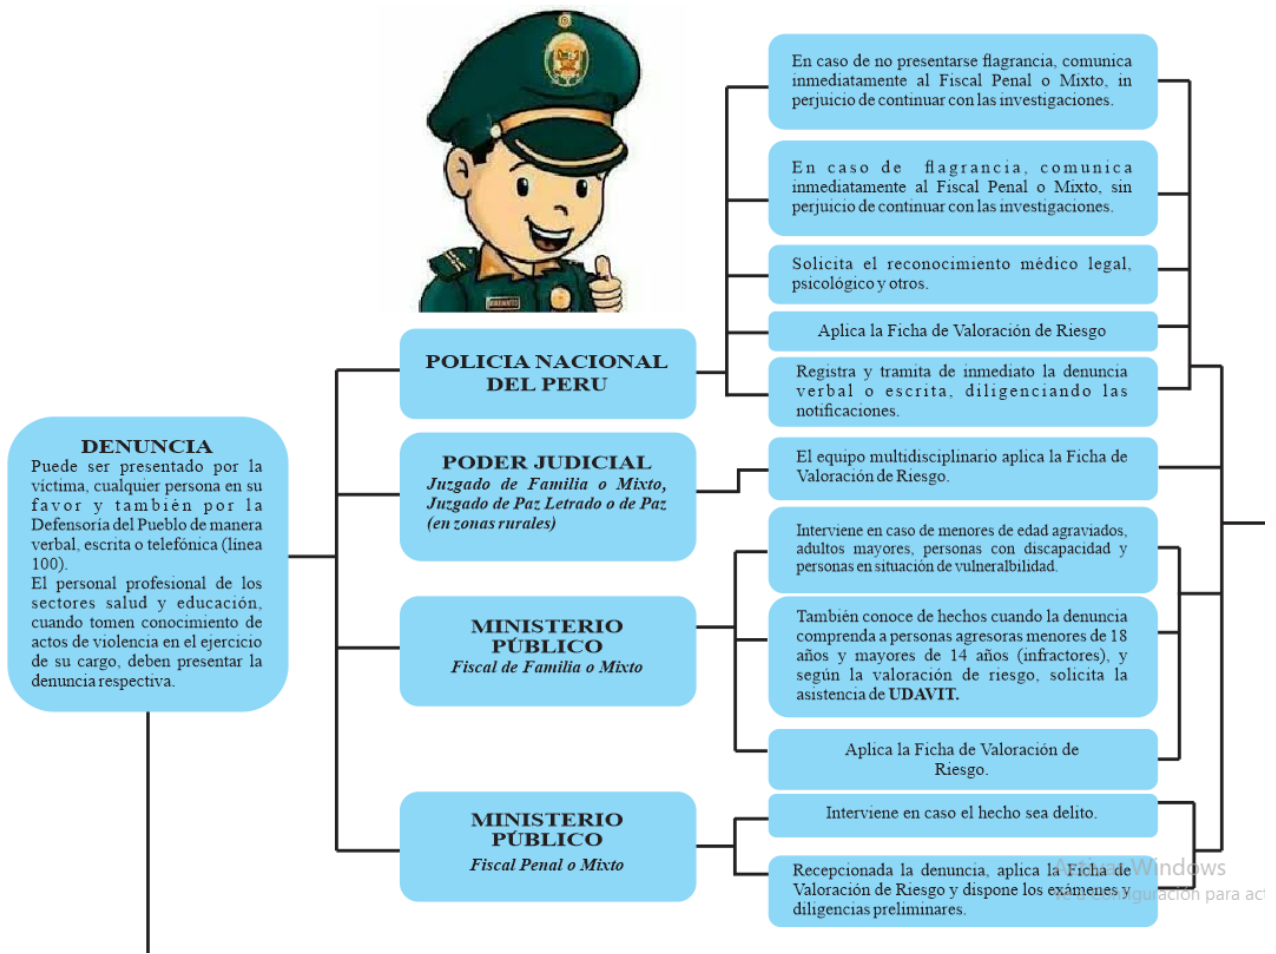 DENUNCIA
Puede ser presentado por la
víctima, cualquier persona en su
favor y también por la
Defensoría del Pueblo de manera
verbal, escrita o telefónica (línea
100).
El personal profesional de los
sectores salud y educación,
cuando tomen conocimiento de
actos de violencia en el ejercicio
de su cargo, deben presentar la
denuncia respectiva.
POLICIA NACIONAL
DEL PERU
En caso de no presentarse flagrancia, comunica
inmediatamente al Fiscal Penal o Mixto, in
perjuicio de continuar con las investigaciones.
En caso de flagrancia, comunica
inmediatamente al Fiscal Penal o Mixto, sin
perjuicio de continuar con las investigaciones.
Solicita el reconocimiento médico legal,
psicológico y otros.
Aplica la Ficha de Valoración de Riesgo
Registra y tramita de inmediato la denuncia
verbal o escrita, diligenciando las
notificaciones.
PODER JUDICIAL
Juzgado de Familia o Mixto,
Juzgado de Paz Letrado o de Paz
(en zonas rurales)
El equipo multidisciplinario aplica la Ficha de
Valoración de Riesgo.
MINISTERIO
PÚBLICO
Fiscal de Familia o Mixto
Interviene en caso de menores de edad agraviados,
adultos mayores, personas con discapacidad y
personas en situación de vulneralbilidad.
También conoce de hechos cuando la denuncia
comprenda a personas agresoras menores de 18
años y mayores de 14 años (infractores), y
según la valoración de riesgo, solicita la
asistencia de UDAVIT.
Aplica la Ficha de Valoración de
Riesgo.
MINISTERIO
PÚBLICO
Fiscal Penal o Mixto
Interviene en caso el hecho sea delito.
Recepcionada la denuncia, aplica la Ficha de
Valoración de Riesgo y dispone los exámenes y
diligencias preliminares.
Activar Windows
Ve a Configuración para act